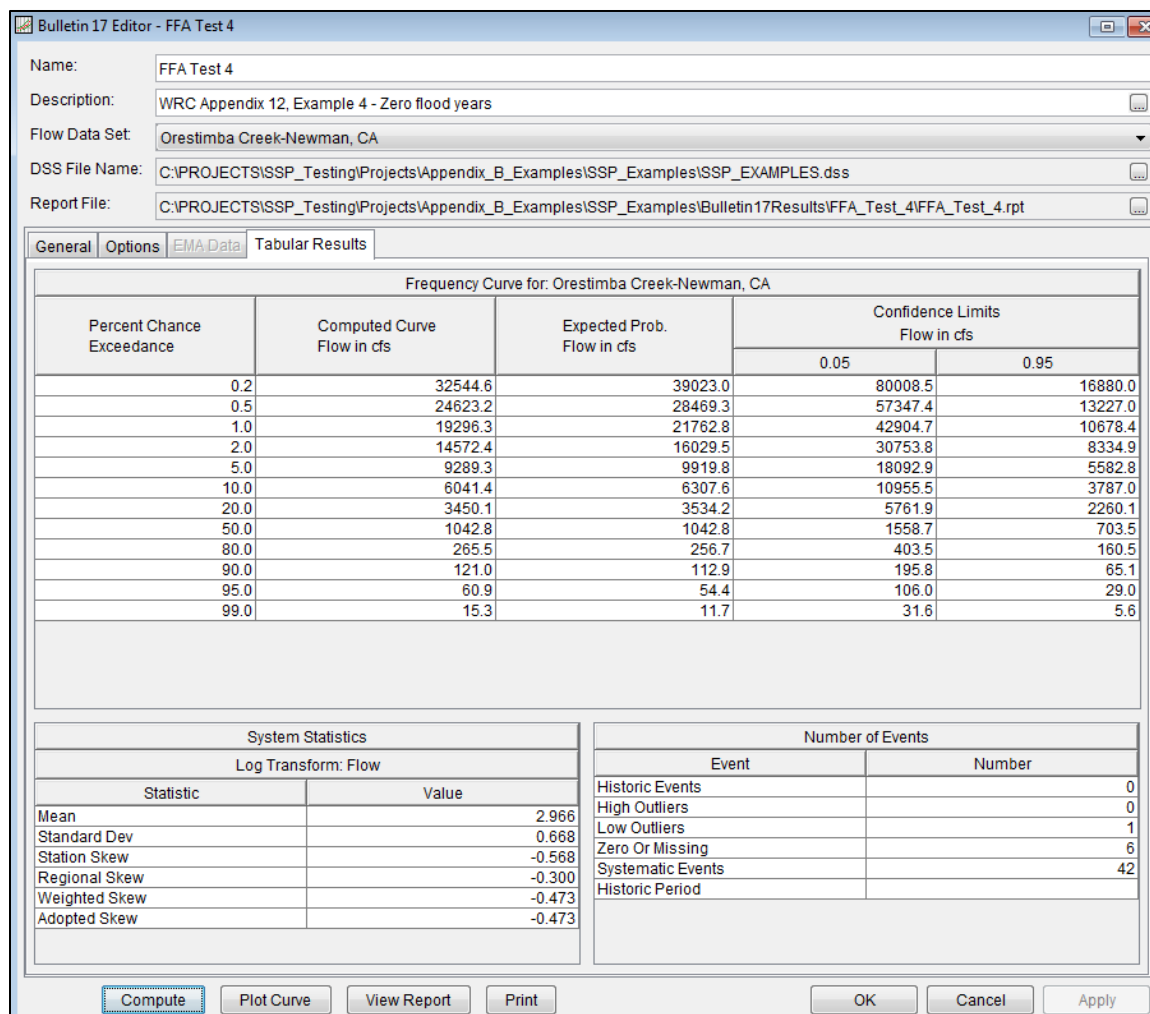 Bulletin 17 Editor - FFA Test 4
Name: FFA Test 4
Description: WRC Appendix 12, Example 4 - Zero flood years ...
Flow Data Set: Orestimba Creek-Newman, CA
DSS File Name: C:\PROJECTS\SSP_Testing\Projects\Appendix_B_Examples\SSP_Examples\SSP_EXAMPLES.dss ...
Report File: C:\PROJECTS\SSP_Testing\Projects\Appendix_B_Examples\SSP_Examples\Bulletin17Results\FFA_Test_4\FFA_Test_4.rpt ...
General Options EMA Data Tabular Results
Frequency Curve for: Orestimba Creek-Newman, CA
Percent Chance Exceedance Computed Curve Flow in cfs Expected Prob. Flow in cfs Confidence Limits Flow in cfs
0.05 0.95
0.2 32544.6 39023.0 80008.5 16880.0
0.5 24623.2 28469.3 57347.4 13227.0
1.0 19296.3 21762.8 42904.7 10678.4
2.0 14572.4 16029.5 30753.8 8334.9
5.0 9289.3 9919.8 18092.9 5582.8
10.0 6041.4 6307.6 10955.5 3787.0
20.0 3450.1 3534.2 5761.9 2260.1
50.0 1042.8 1042.8 1558.7 703.5
80.0 265.5 256.7 403.5 160.5
90.0 121.0 112.9 195.8 65.1
95.0 60.9 54.4 106.0 29.0
99.0 15.3 11.7 31.6 5.6
System Statistics
Log Transform: Flow
Statistic Value
Mean 2.966
Standard Dev 0.668
Station Skew -0.568
Regional Skew -0.300
Weighted Skew -0.473
Adopted Skew -0.473
Number of Events
Event Number
Historic Events 0
High Outliers 0
Low Outliers 1
Zero Or Missing 6
Systematic Events 42
Historic Period
Compute Plot Curve View Report Print OK Cancel Apply